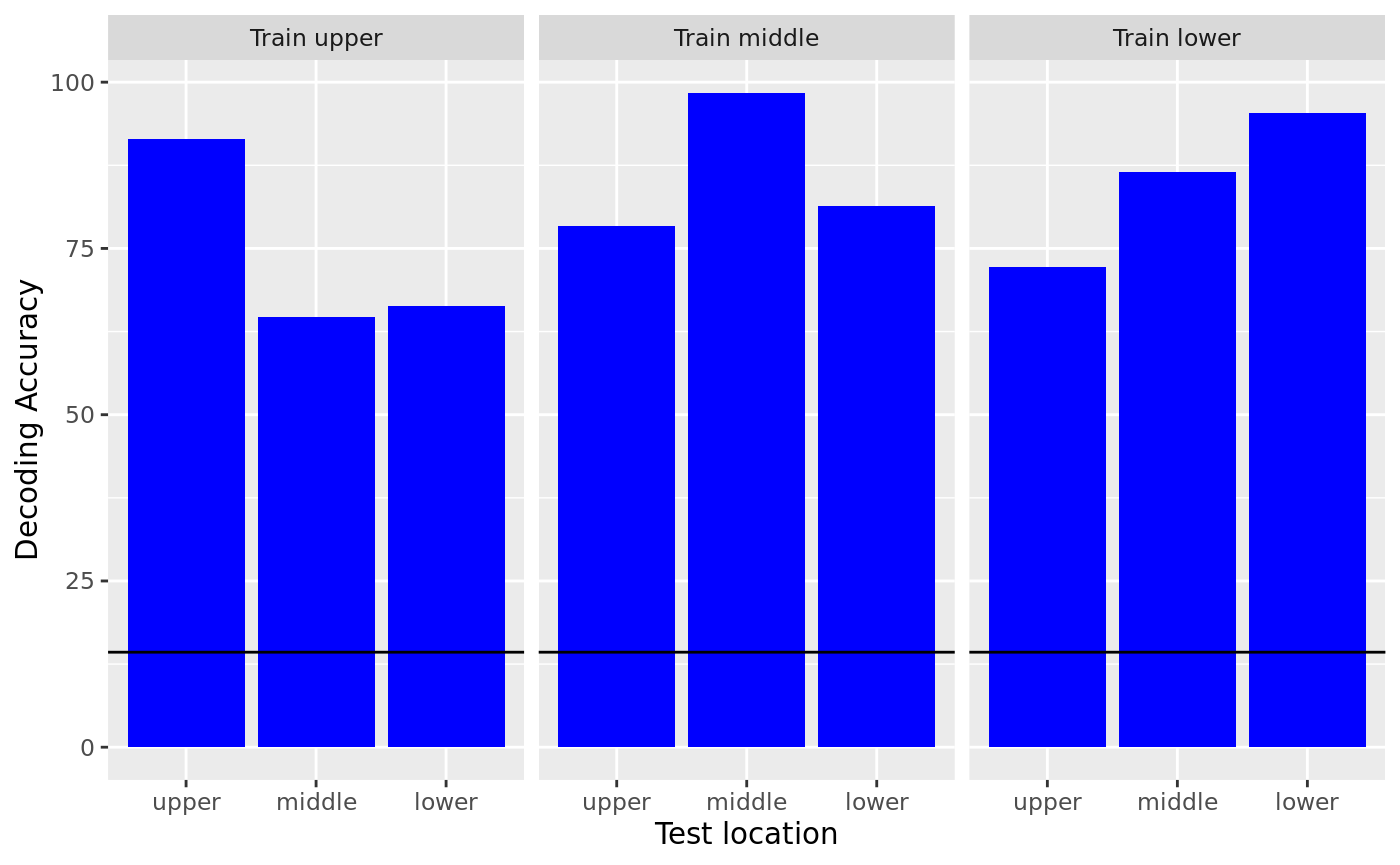 Train upper
Train middle
Train lower
Decoding Accuracy
100
75
50
25
0
upper middle lower
upper middle lower
upper middle lower
Test location